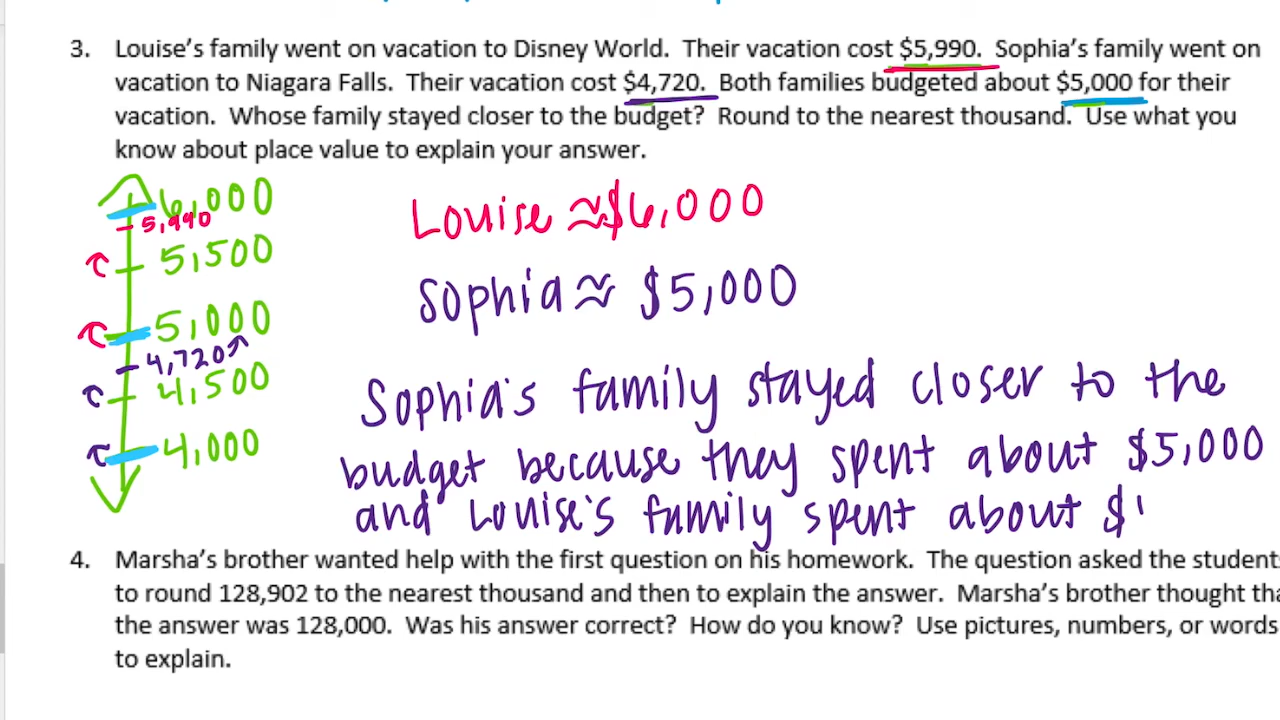 3. Louise's family went on vacation to Disney World. Their vacation cost $5,990. Sophia's family went on
vacation to Niagara Falls. Their vacation cost $4,720. Both families budgeted about $5,000 for their
vacation. Whose family stayed closer to the budget? Round to the nearest thousand. Use what you
know about place value to explain your answer.
6,000
5,990
5,500
5,000
4,720
4,500
4,000
Louise ≈ $6,000
Sophia ≈ $5,000
Sophia's family stayed closer to the
budget because they spent about $5,000
and Louise's family spent about $
4. Marsha's brother wanted help with the first question on his homework. The question asked the student
to round 128,902 to the nearest thousand and then to explain the answer. Marsha's brother thought tha
the answer was 128,000. Was his answer correct? How do you know? Use pictures, numbers, or words
to explain.